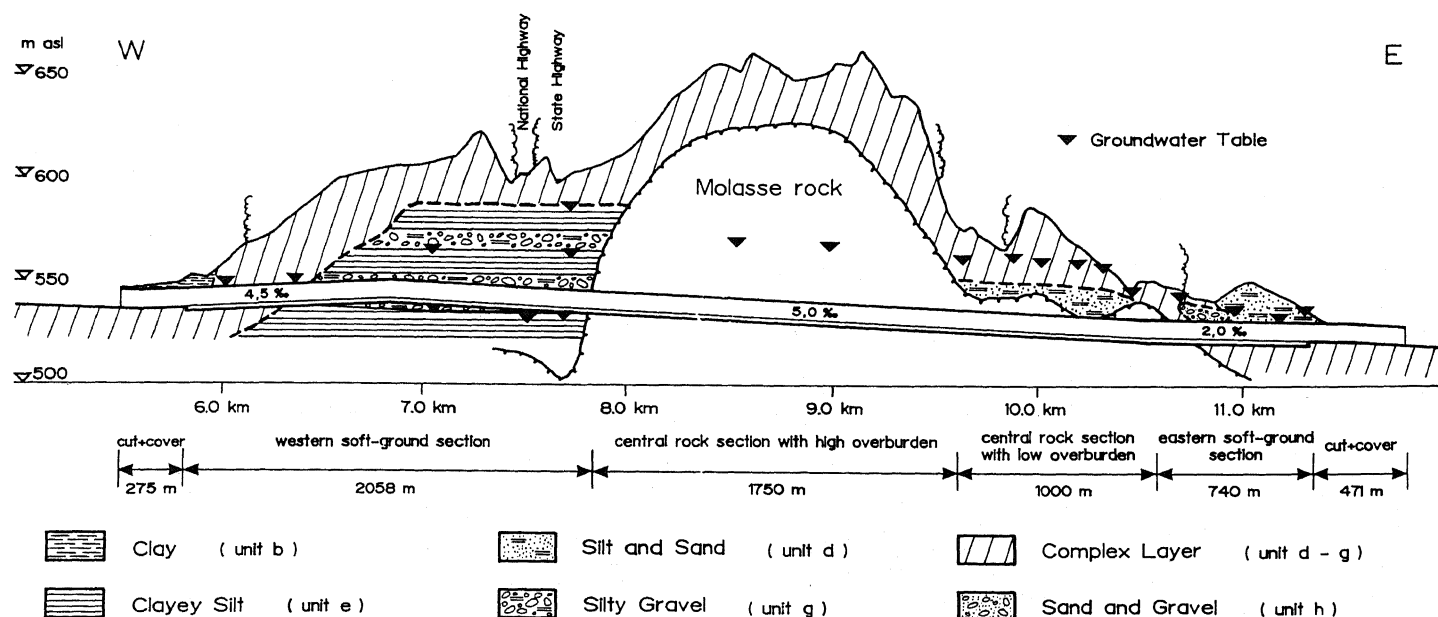 m asl
W
E
650
600
550
500
National Highway
State Highway
Groundwater Table
Molasse rock
4,5 ‰
5,0 ‰
2,0 ‰
6.0 km
7.0 km
8.0 km
9.0 km
10.0 km
11.0 km
cut+cover
western soft-ground section
central rock section with high overburden
central rock section
with low overburden
eastern soft-ground
section
cut+cover
275 m
2058 m
1750 m
1000 m
740 m
471 m
Clay ( unit b )
Silt and Sand ( unit d )
Complex Layer ( unit d - g )
Clayey Silt ( unit e )
Silty Gravel ( unit g )
Sand and Gravel ( unit h )